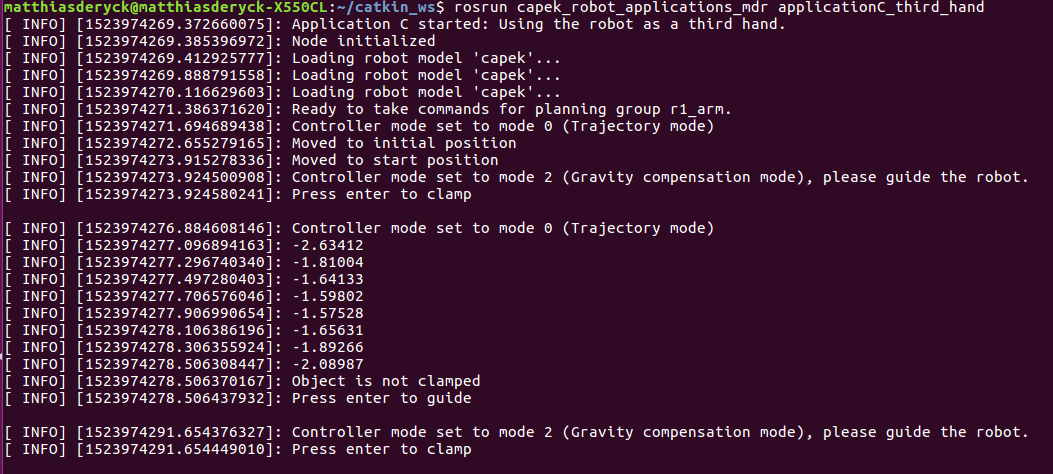 matthiasderyck@matthiasderyck-X550CL:~/catkin_ws$ rosrun capek_robot_applications_mdr applicationC_third_hand
[ INFO] [1523974269.372660075]: Application C started: Using the robot as a third hand.
[ INFO] [1523974269.385396972]: Node initialized
[ INFO] [1523974269.412925777]: Loading robot model 'capek'...
[ INFO] [1523974269.888791558]: Loading robot model 'capek'...
[ INFO] [1523974270.116629603]: Loading robot model 'capek'...
[ INFO] [1523974271.386371620]: Ready to take commands for planning group r1_arm.
[ INFO] [1523974271.694689438]: Controller mode set to mode 0 (Trajectory mode)
[ INFO] [1523974272.655279165]: Moved to initial position
[ INFO] [1523974273.915278336]: Moved to start position
[ INFO] [1523974273.924500908]: Controller mode set to mode 2 (Gravity compensation mode), please guide the robot.
[ INFO] [1523974273.924580241]: Press enter to clamp
[ INFO] [1523974276.884608146]: Controller mode set to mode 0 (Trajectory mode)
[ INFO] [1523974277.096894163]: -2.63412
[ INFO] [1523974277.296740340]: -1.81004
[ INFO] [1523974277.497280403]: -1.64133
[ INFO] [1523974277.706576046]: -1.59802
[ INFO] [1523974277.906990654]: -1.57528
[ INFO] [1523974278.106386196]: -1.65631
[ INFO] [1523974278.306355924]: -1.89266
[ INFO] [1523974278.506308447]: -2.08987
[ INFO] [1523974278.506370167]: Object is not clamped
[ INFO] [1523974278.506437932]: Press enter to guide
[ INFO] [1523974291.654376327]: Controller mode set to mode 2 (Gravity compensation mode), please guide the robot.
[ INFO] [1523974291.654449010]: Press enter to clamp